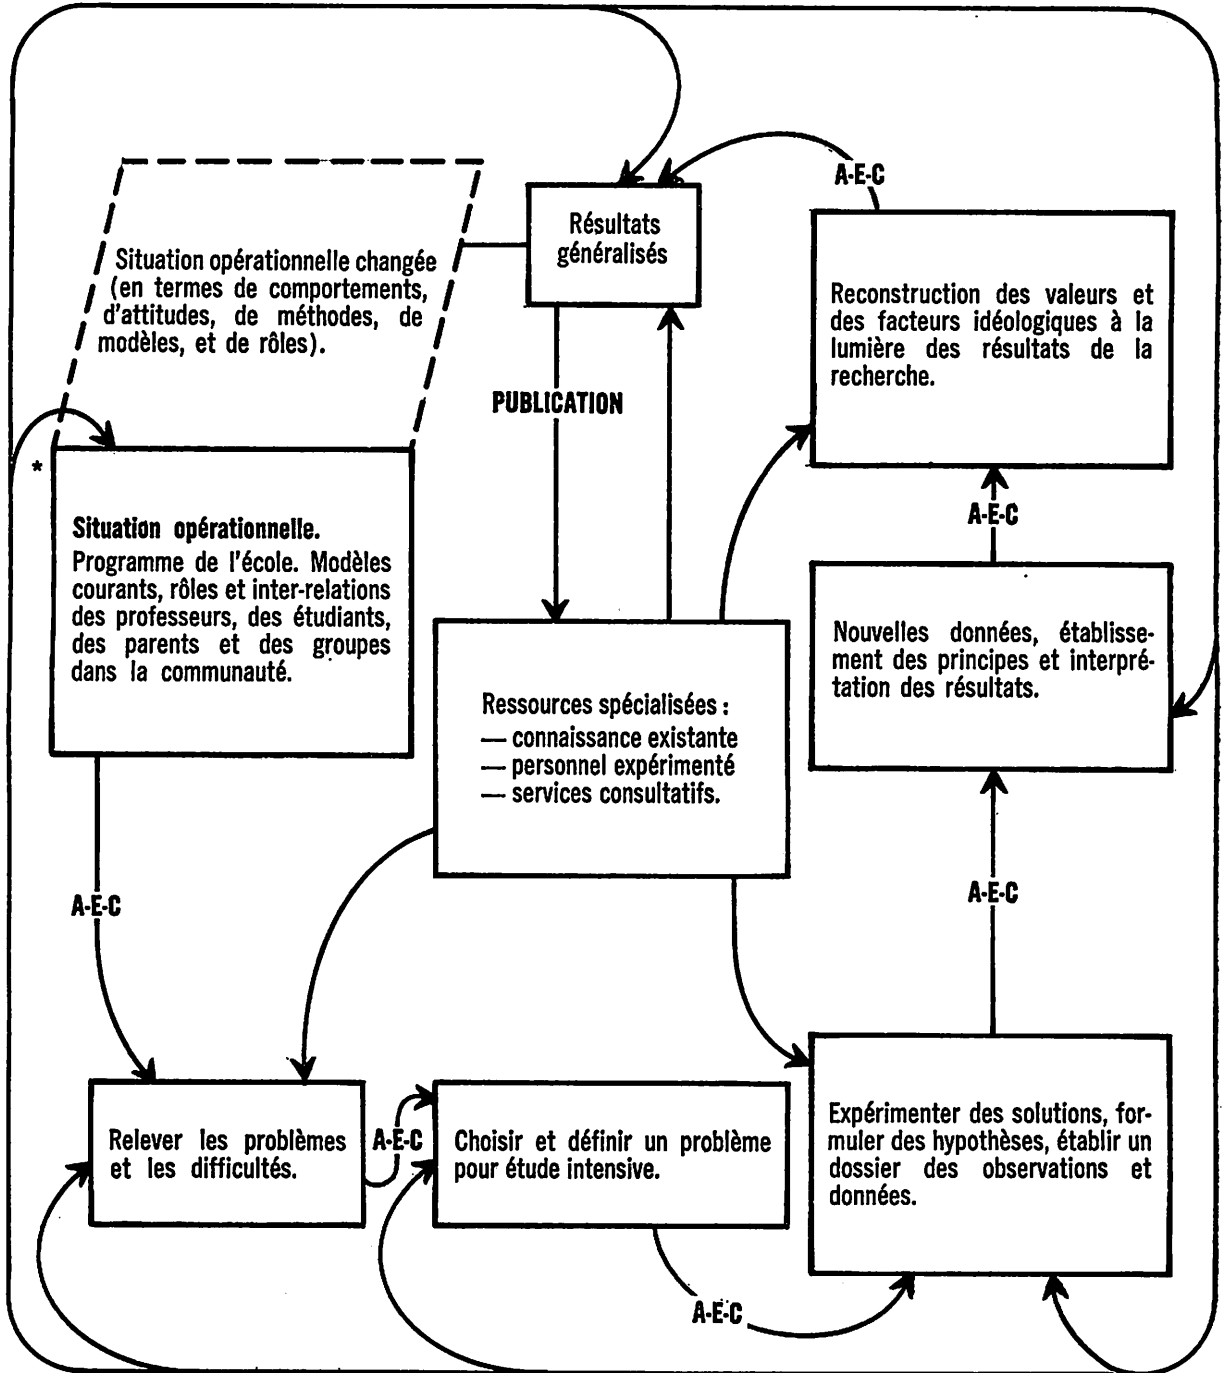 A-E-C
Résultats
généralisés
Situation opérationnelle changée
(en termes de comportements,
d'attitudes, de méthodes, de
modèles, et de rôles).
Reconstruction des valeurs et
des facteurs idéologiques à la
lumière des résultats de la
recherche.
PUBLICATION
*
Situation opérationnelle.
Programme de l'école. Modèles
courants, rôles et inter-relations
des professeurs, des étudiants,
des parents et des groupes
dans la communauté.
A-E-C
Nouvelles données, établisse-
ment des principes et interpré-
tation des résultats.
Ressources spécialisées :
— connaissance existante
— personnel expérimenté
— services consultatifs.
A-E-C
A-E-C
Relever les problèmes
et les difficultés.
A-E-C
Choisir et définir un problème
pour étude intensive.
Expérimenter des solutions, for-
muler des hypothèses, établir un
dossier des observations et
données.
A-E-C